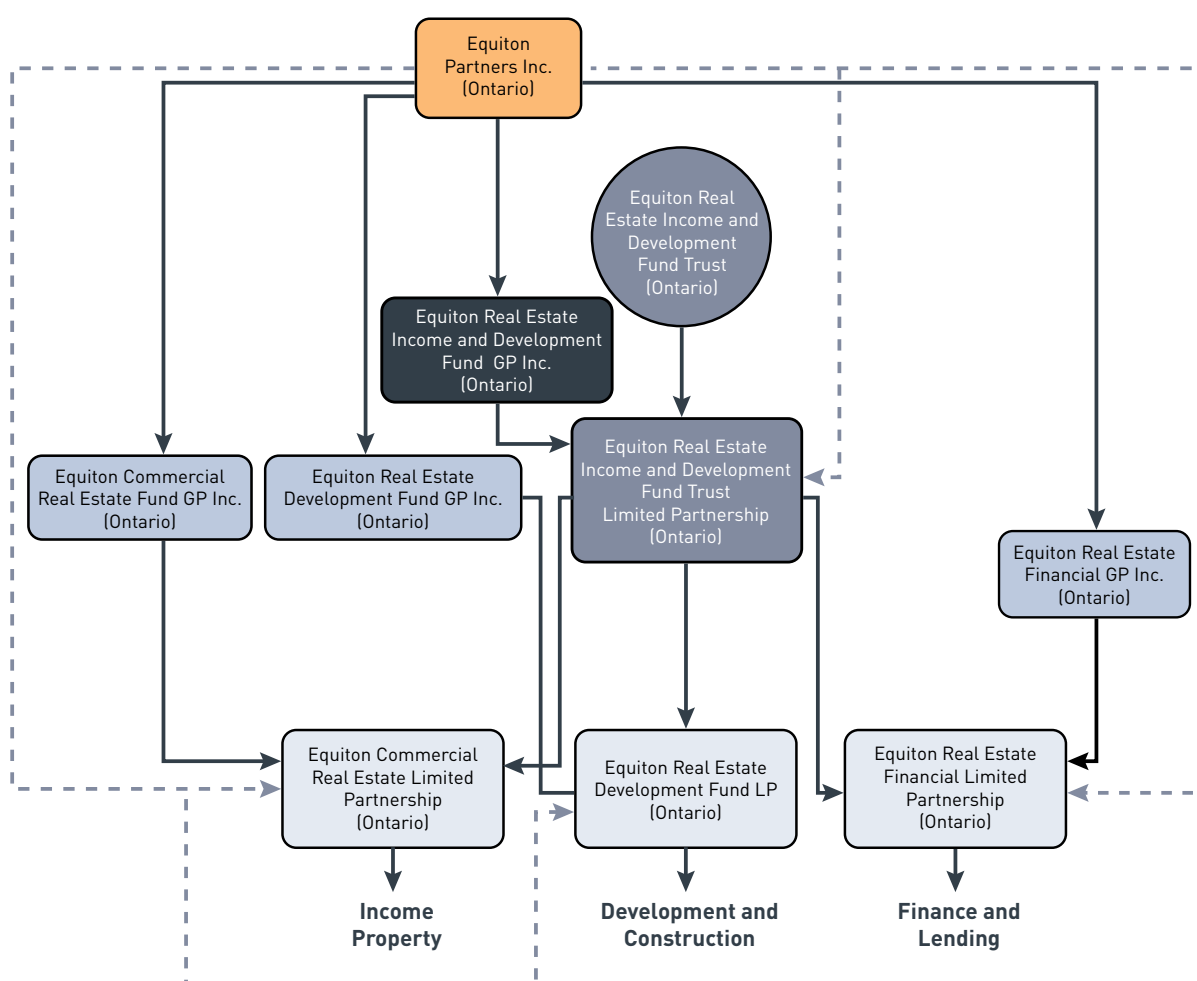 Equiton
Partners Inc.
(Ontario)
Equiton Real
Estate Income and
Development
Fund Trust
(Ontario)
Equiton Real Estate
Income and Development
Fund GP Inc.
(Ontario)
Equiton Commercial
Real Estate Fund GP Inc.
(Ontario)
Equiton Real Estate
Development Fund GP Inc.
(Ontario)
Equiton Real Estate
Income and Development
Fund Trust
Limited Partnership
(Ontario)
Equiton Real Estate
Financial GP Inc.
(Ontario)
Equiton Commercial
Real Estate Limited
Partnership
(Ontario)
Equiton Real Estate
Development Fund LP
(Ontario)
Equiton Real Estate
Financial Limited
Partnership
(Ontario)
Income
Property
Development and
Construction
Finance and
Lending